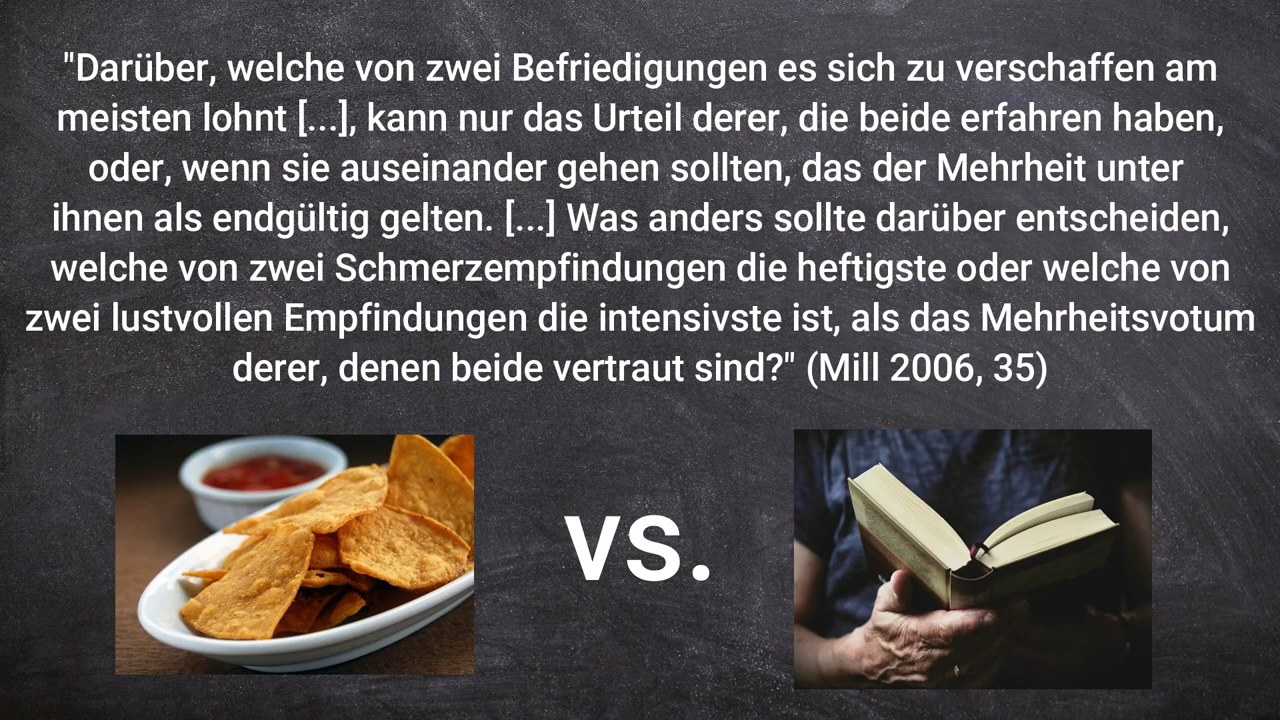 "Darüber, welche von zwei Befriedigungen es sich zu verschaffen am
meisten lohnt [...], kann nur das Urteil derer, die beide erfahren haben,
oder, wenn sie auseinander gehen sollten, das der Mehrheit unter
ihnen als endgültig gelten. [...] Was anders sollte darüber entscheiden,
welche von zwei Schmerzempfindungen die heftigste oder welche von
zwei lustvollen Empfindungen die intensivste ist, als das Mehrheitsvotum
derer, denen beide vertraut sind?" (Mill 2006, 35)
vs.